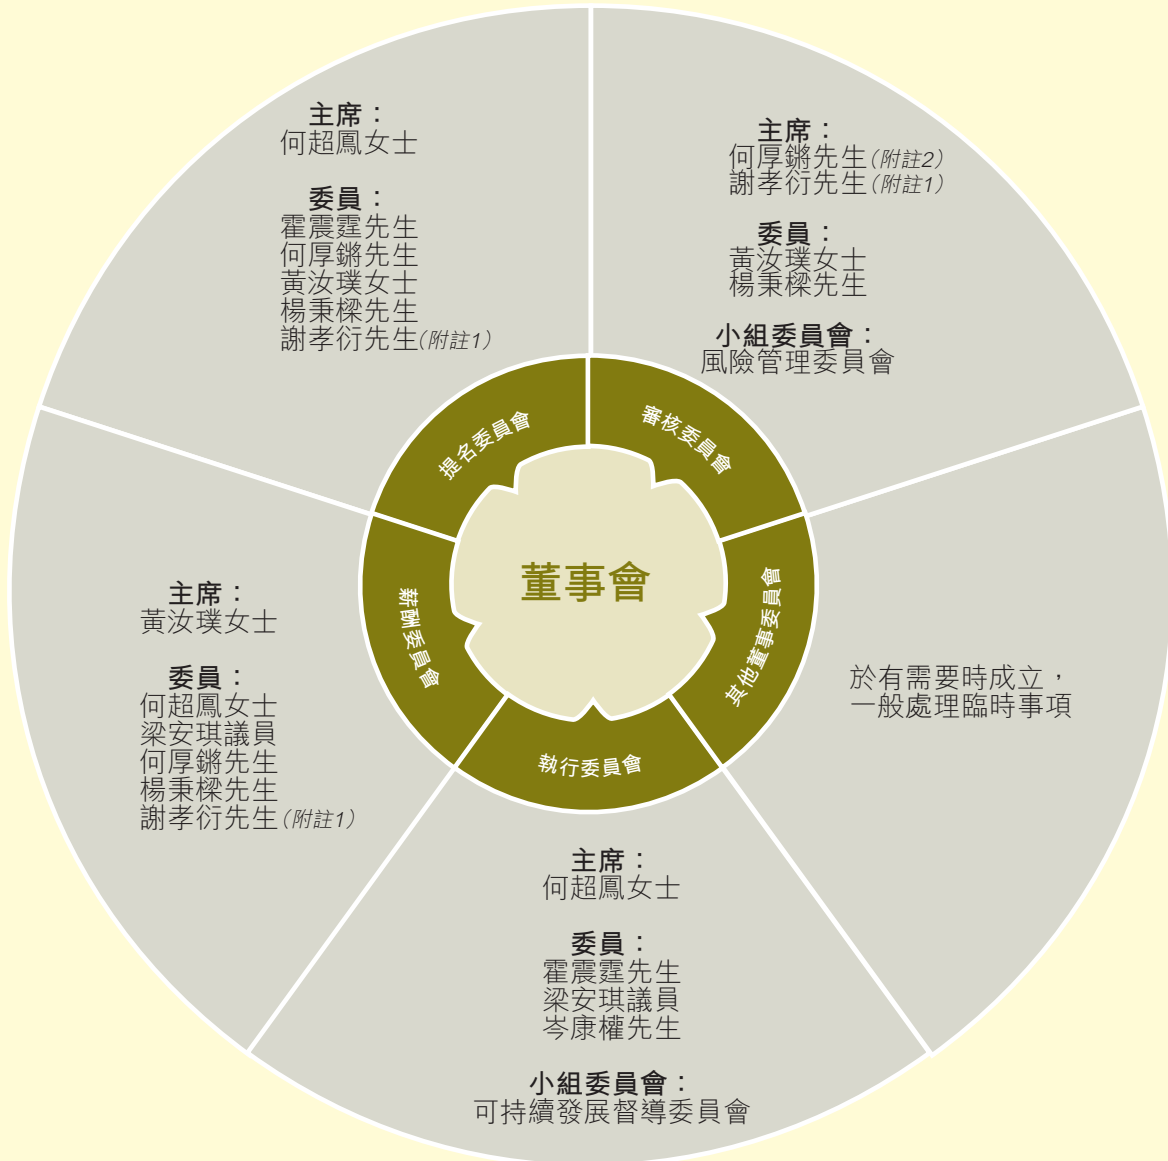 主席：
何超鳳女士
委員：
霍震霆先生
何厚鏘先生
黃汝璞女士
楊秉樑先生
謝孝衍先生(附註1)
主席：
何厚鏘先生(附註2)
謝孝衍先生(附註1)
委員：
黃汝璞女士
楊秉樑先生
小組委員會：
風險管理委員會
提名委員會
審核委員會
董事會
薪酬委員會
其他董事委員會
執行委員會
主席：
黃汝璞女士
委員：
何超鳳女士
梁安琪議員
何厚鏘先生
楊秉樑先生
謝孝衍先生(附註1)
於有需要時成立，
一般處理臨時事項
主席：
何超鳳女士
委員：
霍震霆先生
梁安琪議員
岑康權先生
小組委員會：
可持續發展督導委員會